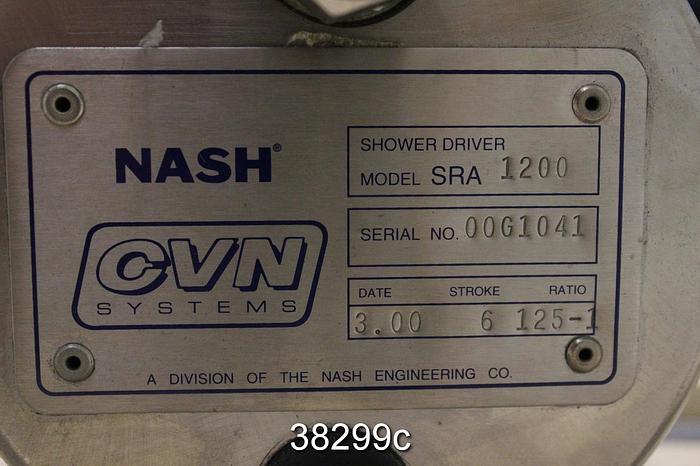 NASH®
CVN
SYSTEMS
SHOWER DRIVER
MODEL SRA 1200
SERIAL NO. 00G1041
DATE STROKE RATIO
3.00 6 125-1
A DIVISION OF THE NASH ENGINEERING CO.
38299c